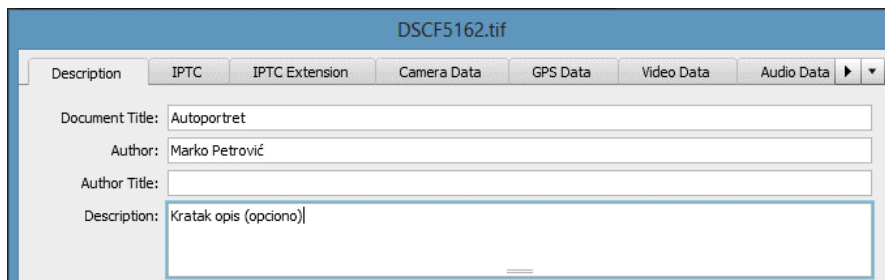 DSCF5162.tif
Description IPTC IPTC Extension Camera Data GPS Data Video Data Audio Data
Document Title: Autoportret
Author: Marko Petrović
Author Title:
Description: Kratak opis (opciono)